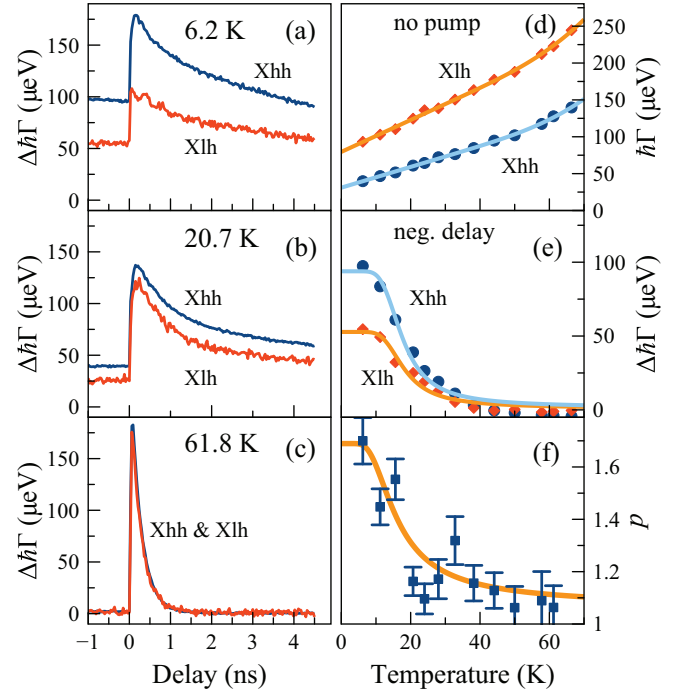 6.2 K (a)
Xhh
Xlh
ΔħΓ (μeV)
150
100
50
0
no pump (d)
Xlh
Xhh
ħΓ (μeV)
250
200
150
100
50
0
20.7 K (b)
Xhh
Xlh
ΔħΓ (μeV)
150
100
50
0
neg. delay (e)
Xhh
Xlh
ΔħΓ (μeV)
100
50
0
61.8 K (c)
Xhh & Xlh
ΔħΓ (μeV)
150
100
50
0
−1 0 1 2 3 4
Delay (ns)
(f)
p
1.6
1.4
1.2
1
0 20 40 60
Temperature (K)